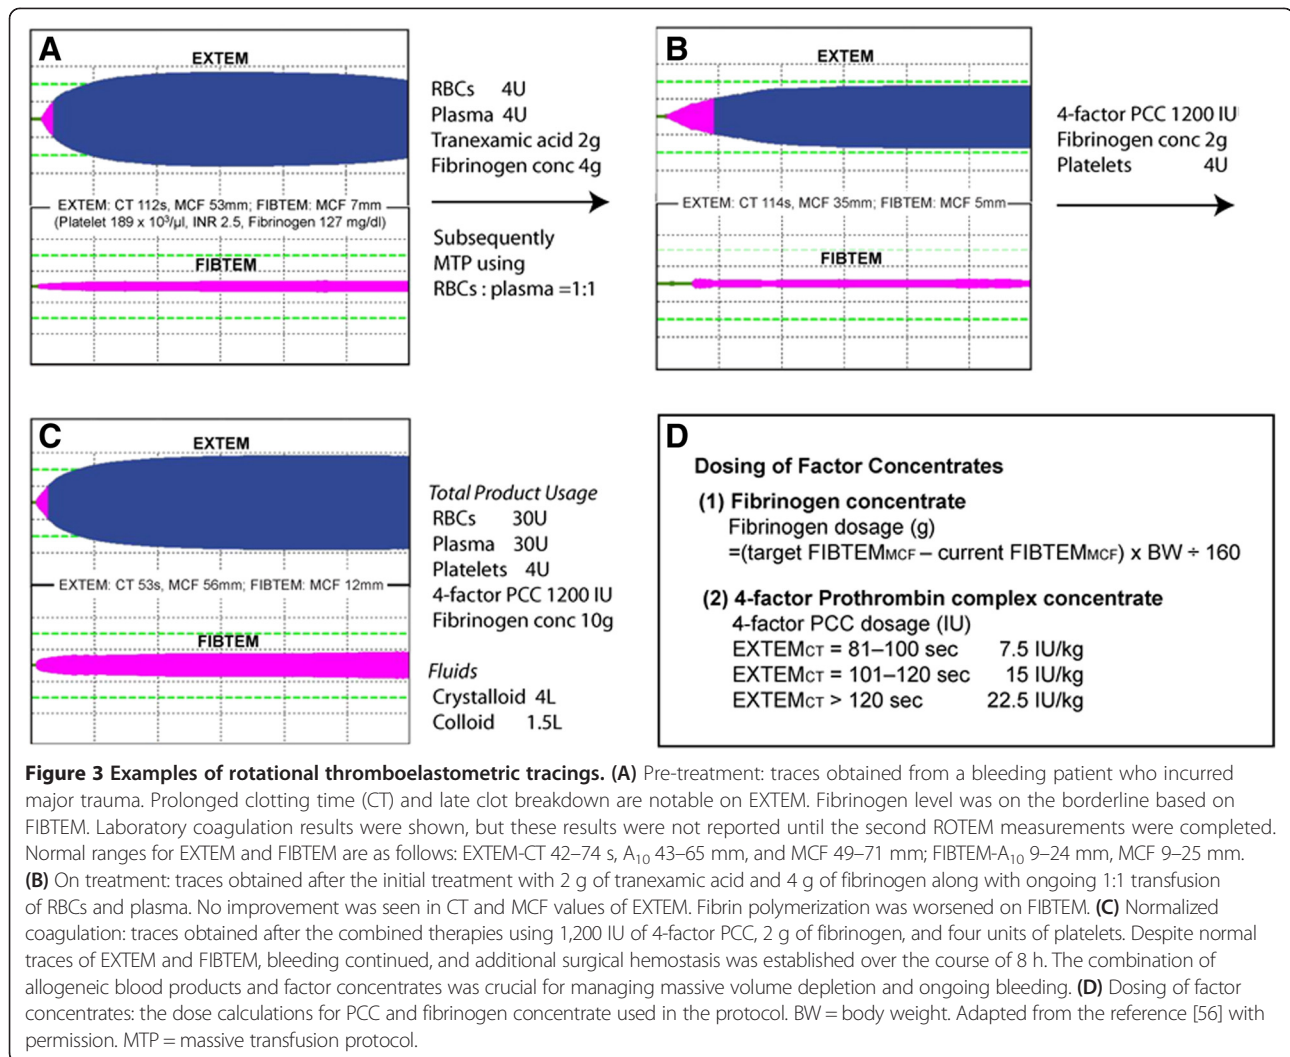 A
EXTEM
EXTEM: CT 112s, MCF 53mm; FIBTEM: MCF 7mm
(Platelet 189 x 10³/µl, INR 2.5, Fibrinogen 127 mg/dl)
FIBTEM
RBCs 4U
Plasma 4U
Tranexamic acid 2g
Fibrinogen conc 4g
Subsequently
MTP using
RBCs : plasma =1:1
B
EXTEM
EXTEM: CT 114s, MCF 35mm; FIBTEM: MCF 5mm
FIBTEM
4-factor PCC 1200 IU
Fibrinogen conc 2g
Platelets 4U
C
EXTEM
EXTEM: CT 53s, MCF 56mm; FIBTEM: MCF 12mm
FIBTEM
Total Product Usage
RBCs 30U
Plasma 30U
Platelets 4U
4-factor PCC 1200 IU
Fibrinogen conc 10g
Fluids
Crystalloid 4L
Colloid 1.5L
D
Dosing of Factor Concentrates
(1) Fibrinogen concentrate
Fibrinogen dosage (g)
=(target FIBTEMMCF – current FIBTEMMCF) x BW ÷ 160
(2) 4-factor Prothrombin complex concentrate
4-factor PCC dosage (IU)
EXTEMCT = 81–100 sec 7.5 IU/kg
EXTEMCT = 101–120 sec 15 IU/kg
EXTEMCT > 120 sec 22.5 IU/kg
Figure 3 Examples of rotational thromboelastometric tracings. (A) Pre-treatment: traces obtained from a bleeding patient who incurred
major trauma. Prolonged clotting time (CT) and late clot breakdown are notable on EXTEM. Fibrinogen level was on the borderline based on
FIBTEM. Laboratory coagulation results were shown, but these results were not reported until the second ROTEM measurements were completed.
Normal ranges for EXTEM and FIBTEM are as follows: EXTEM-CT 42–74 s, A10 43–65 mm, and MCF 49–71 mm; FIBTEM-A10 9–24 mm, MCF 9–25 mm.
(B) On treatment: traces obtained after the initial treatment with 2 g of tranexamic acid and 4 g of fibrinogen along with ongoing 1:1 transfusion
of RBCs and plasma. No improvement was seen in CT and MCF values of EXTEM. Fibrin polymerization was worsened on FIBTEM. (C) Normalized
coagulation: traces obtained after the combined therapies using 1,200 IU of 4-factor PCC, 2 g of fibrinogen, and four units of platelets. Despite normal
traces of EXTEM and FIBTEM, bleeding continued, and additional surgical hemostasis was established over the course of 8 h. The combination of
allogeneic blood products and factor concentrates was crucial for managing massive volume depletion and ongoing bleeding. (D) Dosing of factor
concentrates: the dose calculations for PCC and fibrinogen concentrate used in the protocol. BW = body weight. Adapted from the reference [56] with
permission. MTP = massive transfusion protocol.